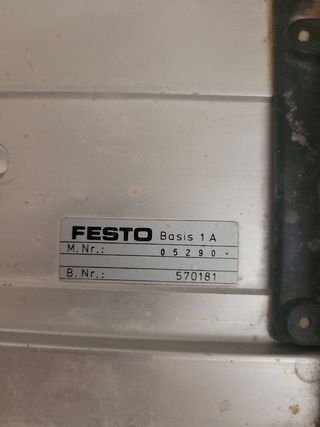 FESTO Basis 1 A
M. Nr.: 05290
B. Nr.: 570181